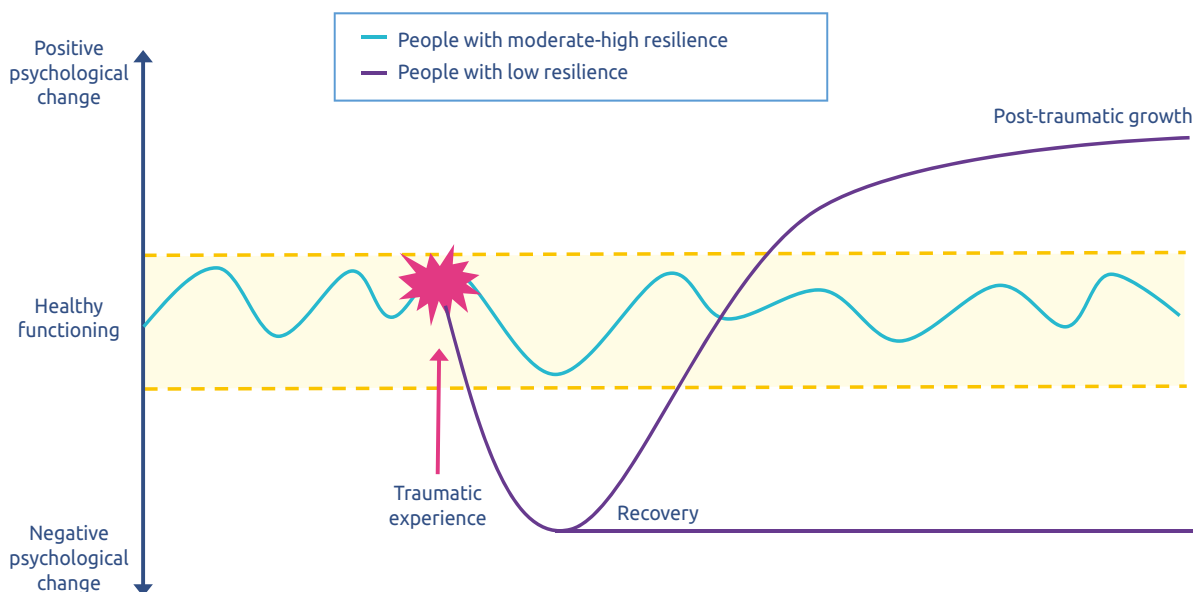 People with moderate-high resilience
People with low resilience
Positive
psychological
change
Post-traumatic growth
Healthy
functioning
Traumatic
experience
Recovery
Negative
psychological
change